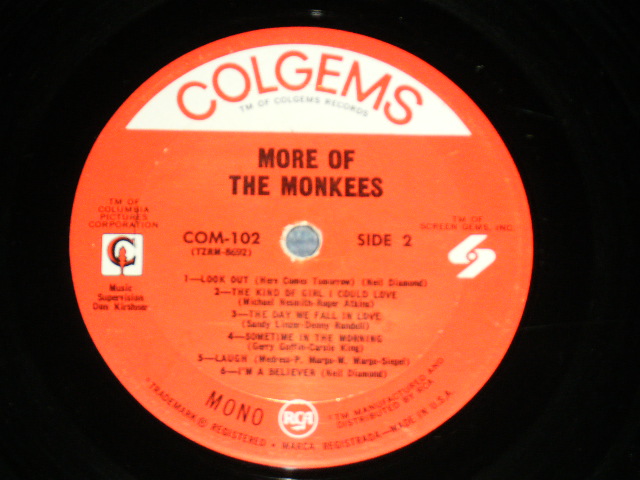 COLGEMS
TM OF COLGEMS RECORDS
MORE OF
THE MONKEES
TM OF
COLUMBIA
PICTURES
CORPORATION
TM OF
SCREEN GEMS, INC.
COM-102
SIDE 2
(TZRM-8692)
C
Music
Supervision
Don Kirshner
1—LOOK OUT (Here Comes Tomorrow) (Neil Diamond)
2—THE KIND OF GIRL I COULD LOVE
(Michael Nesmith-Roger Atkins)
3—THE DAY WE FALL IN LOVE
(Sandy Linzer-Denny Randell)
4—SOMETIME IN THE MORNING
(Gerry Goffin-Carole King)
5—LAUGH (Medress-P. Margo-M. Margo-Siegel)
6—I'M A BELIEVER (Neil Diamond)
MONO
RCA
TM MANUFACTURED AND
DISTRIBUTED BY RCA
TRADEMARK ® REGISTERED • MARCA REGISTRADA—MADE IN U.S.A.